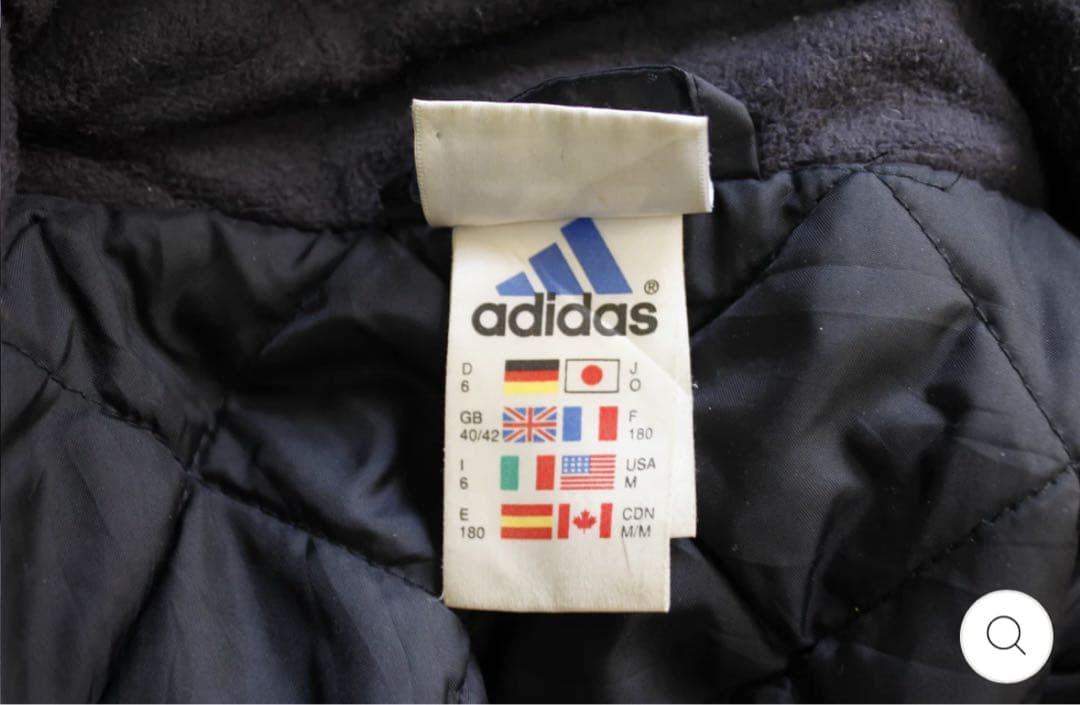 adidas®
D J
6 O
GB F
40/42 180
I USA
6 M
E CDN
180 M/M